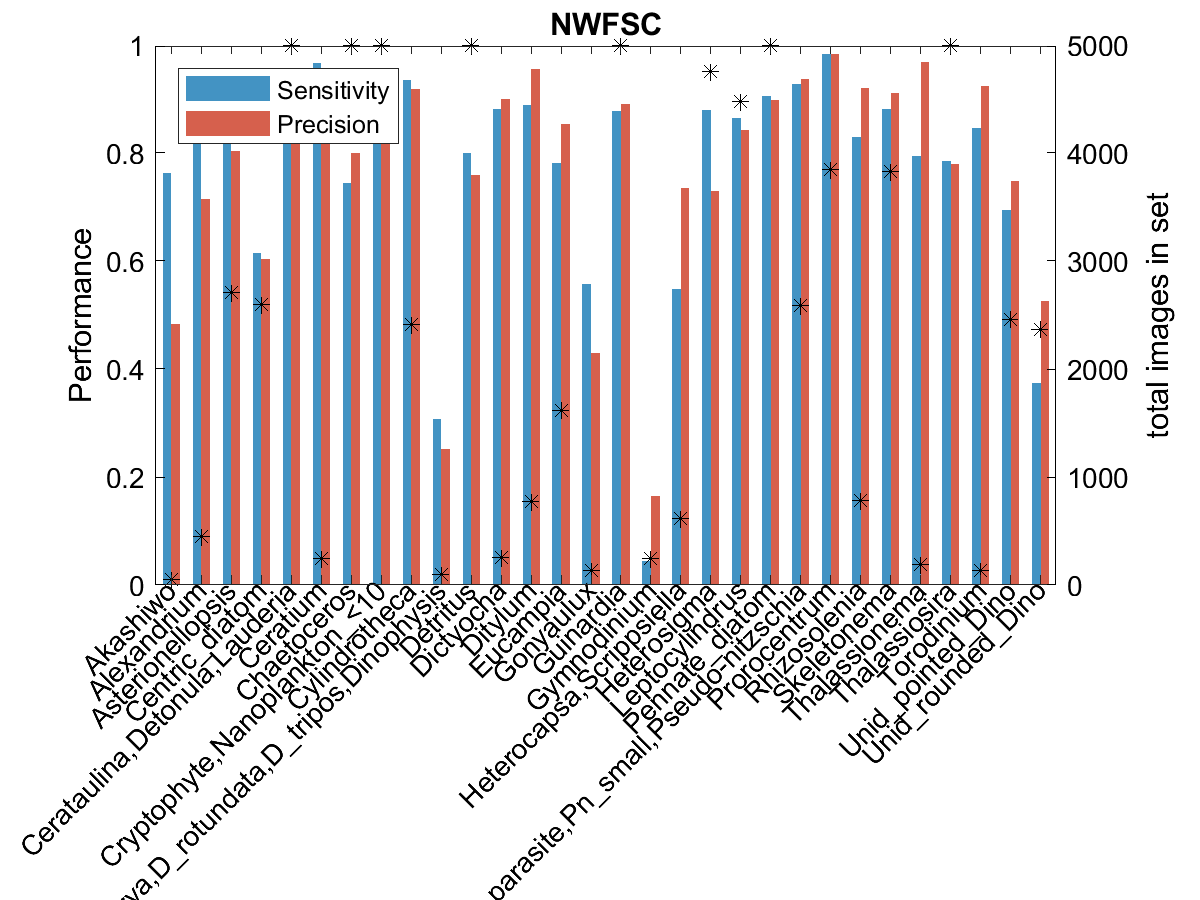 NWFSC
Sensitivity
Precision
Performance
0
0.2
0.4
0.6
0.8
1
total images in set
0
1000
2000
3000
4000
5000
Akashiwo
Alexandrium
Asterionellopsis
Centric_diatom
Cerataulina,Detonula,Lauderia
Ceratium
Chaetoceros
Cryptophyte,Nanoplankton_<10
Cylindrotheca
D_rotundata,D_tripos,Dinophysis
Detritus
Dictyocha
Ditylum
Eucampia
Gonyaulux
Guinardia
Gymnodinium
Heterocapsa,Scrippsiella
Heterosigma
Leptocylindrus
Pennate_diatom
parasite,Pn_small,Pseudo-nitzschia
Prorocentrum
Rhizosolenia
Skeletonema
Thalassionema
Thalassiosira
Torodinium
Unid_pointed_Dino
Unid_rounded_Dino